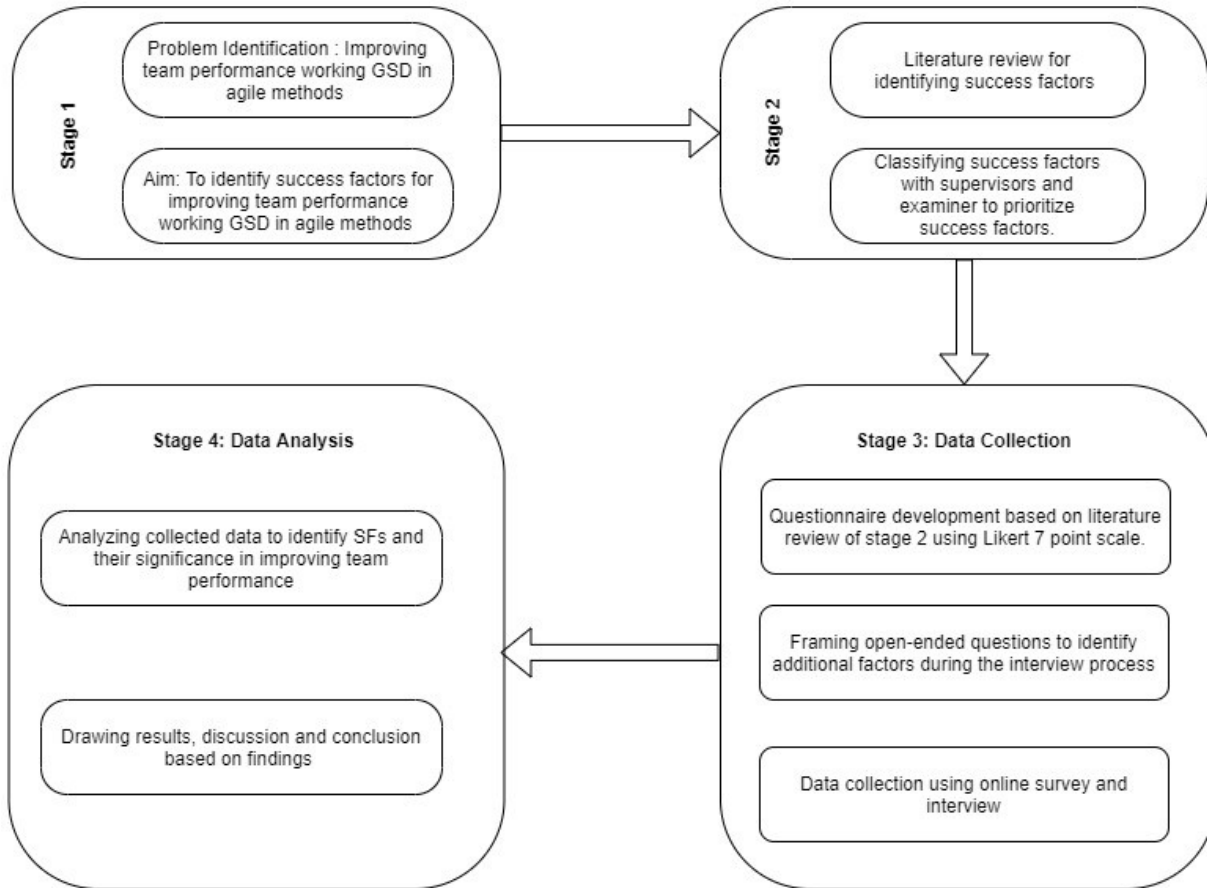 Stage 1
Problem Identification : Improving
team performance working GSD in
agile methods
Aim: To identify success factors for
improving team performance
working GSD in agile methods
Stage 2
Literature review for
identifying success factors
Classifying success factors
with supervisors and
examiner to prioritize
success factors.
Stage 3: Data Collection
Questionnaire development based on literature
review of stage 2 using Likert 7 point scale.
Framing open-ended questions to identify
additional factors during the interview process
Data collection using online survey and
interview
Stage 4: Data Analysis
Analyzing collected data to identify SFs and
their significance in improving team
performance
Drawing results, discussion and conclusion
based on findings